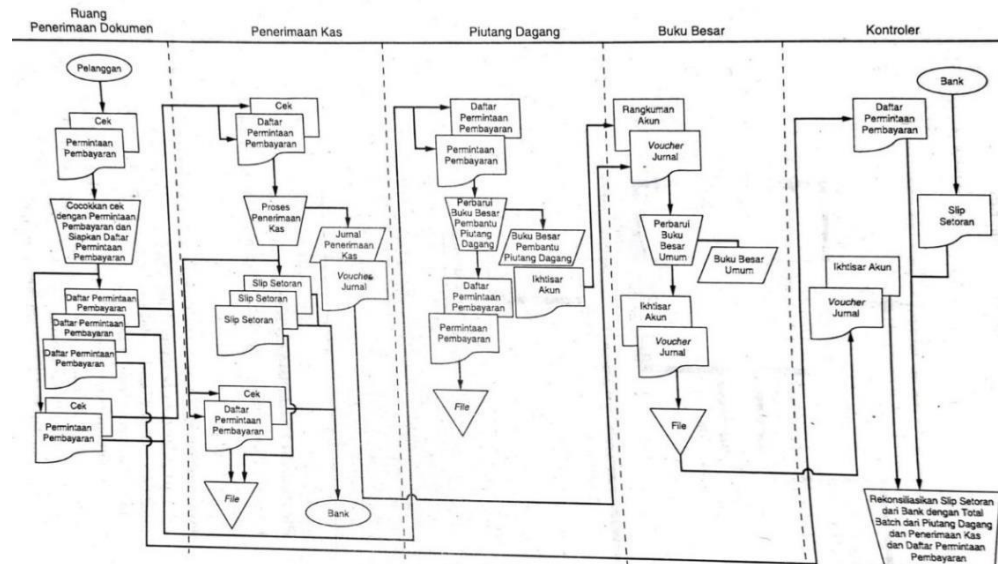 Ruang
Penerimaan Dokumen
Penerimaan Kas
Piutang Dagang
Buku Besar
Kontroler
Pelanggan
Cek
Permintaan
Pembayaran
Cocokkan cek
dengan Permintaan
Pembayaran dan
Siapkan Daftar
Permintaan
Pembayaran
Daftar Permintaan
Pembayaran
Daftar Permintaan
Pembayaran
Daftar Permintaan
Pembayaran
Cek
Permintaan
Pembayaran
Cek
Daftar
Permintaan
Pembayaran
Proses
Penerimaan
Kas
Jurnal
Penerimaan
Kas
Voucher
Jurnal
Slip Setoran
Slip Setoran
Slip Setoran
Cek
Daftar
Permintaan
Pembayaran
File
Bank
Daftar
Permintaan
Pembayaran
Permintaan
Pembayaran
Perbarui
Buku Besar
Pembantu
Piutang
Dagang
Buku Besar
Pembantu
Piutang Dagang
Ikhtisar
Akun
Daftar
Permintaan
Pembayaran
Permintaan
Pembayaran
File
Rangkuman
Akun
Voucher
Jurnal
Perbarui
Buku
Besar
Umum
Buku Besar
Umum
Ikhtisar
Akun
Voucher
Jurnal
File
Daftar
Permintaan
Pembayaran
Bank
Slip
Setoran
Ikhtisar Akun
Voucher
Jurnal
Rekonsiliasikan Slip Setoran
dari Bank dengan Total
Batch dari Piutang Dagang
dan Penerimaan Kas
dan Daftar Permintaan
Pembayaran